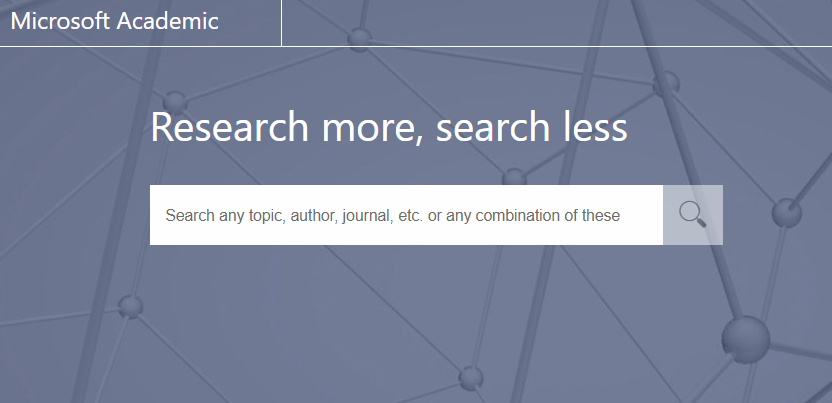 Microsoft Academic
Research more, search less
Search any topic, author, journal, etc. or any combination of these